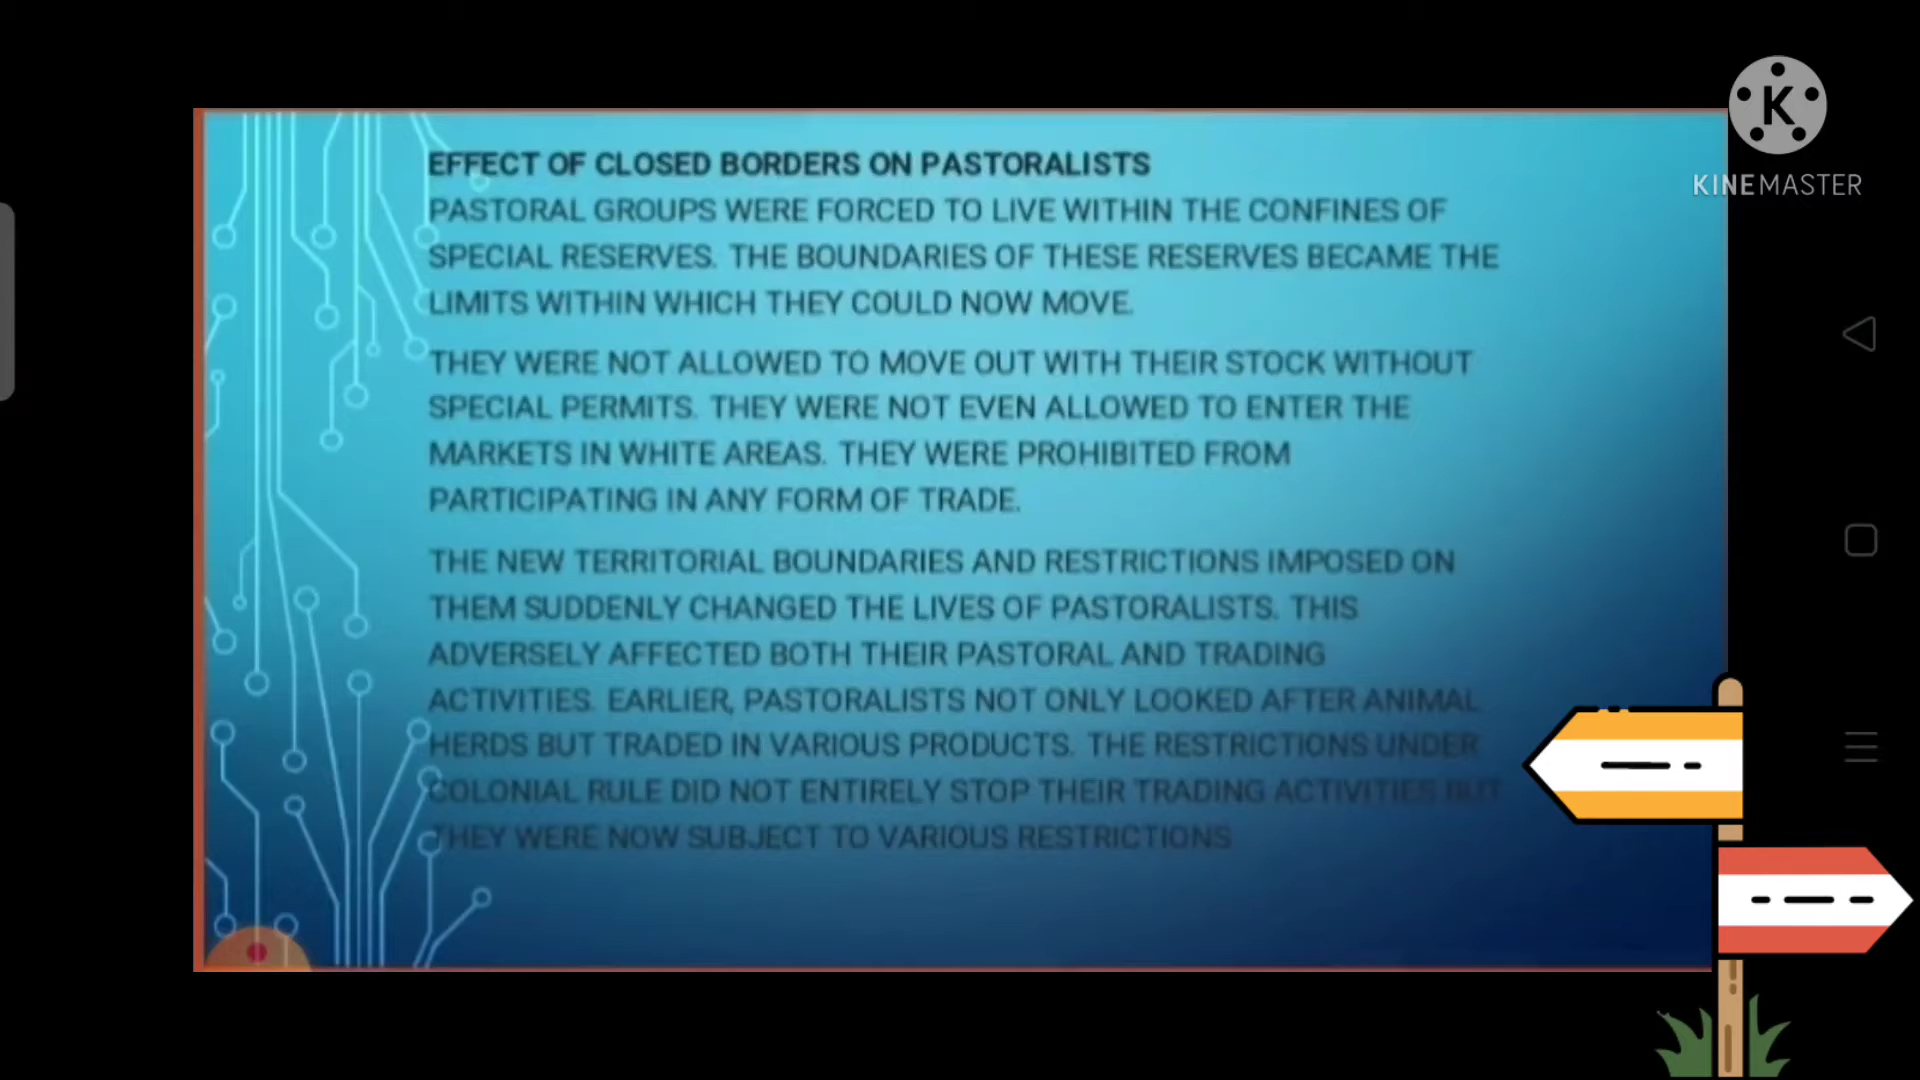 EFFECT OF CLOSED BORDERS ON PASTORALISTS
PASTORAL GROUPS WERE FORCED TO LIVE WITHIN THE CONFINES OF
SPECIAL RESERVES. THE BOUNDARIES OF THESE RESERVES BECAME THE
LIMITS WITHIN WHICH THEY COULD NOW MOVE.
THEY WERE NOT ALLOWED TO MOVE OUT WITH THEIR STOCK WITHOUT
SPECIAL PERMITS. THEY WERE NOT EVEN ALLOWED TO ENTER THE
MARKETS IN WHITE AREAS. THEY WERE PROHIBITED FROM
PARTICIPATING IN ANY FORM OF TRADE.
THE NEW TERRITORIAL BOUNDARIES AND RESTRICTIONS IMPOSED ON
THEM SUDDENLY CHANGED THE LIVES OF PASTORALISTS. THIS
ADVERSELY AFFECTED BOTH THEIR PASTORAL AND TRADING
ACTIVITIES. EARLIER, PASTORALISTS NOT ONLY LOOKED AFTER ANIMAL
HERDS BUT TRADED IN VARIOUS PRODUCTS. THE RESTRICTIONS UNDER
COLONIAL RULE DID NOT ENTIRELY STOP THEIR TRADING ACTIVITIES BUT
THEY WERE NOW SUBJECT TO VARIOUS RESTRICTIONS
K
KINEMASTER